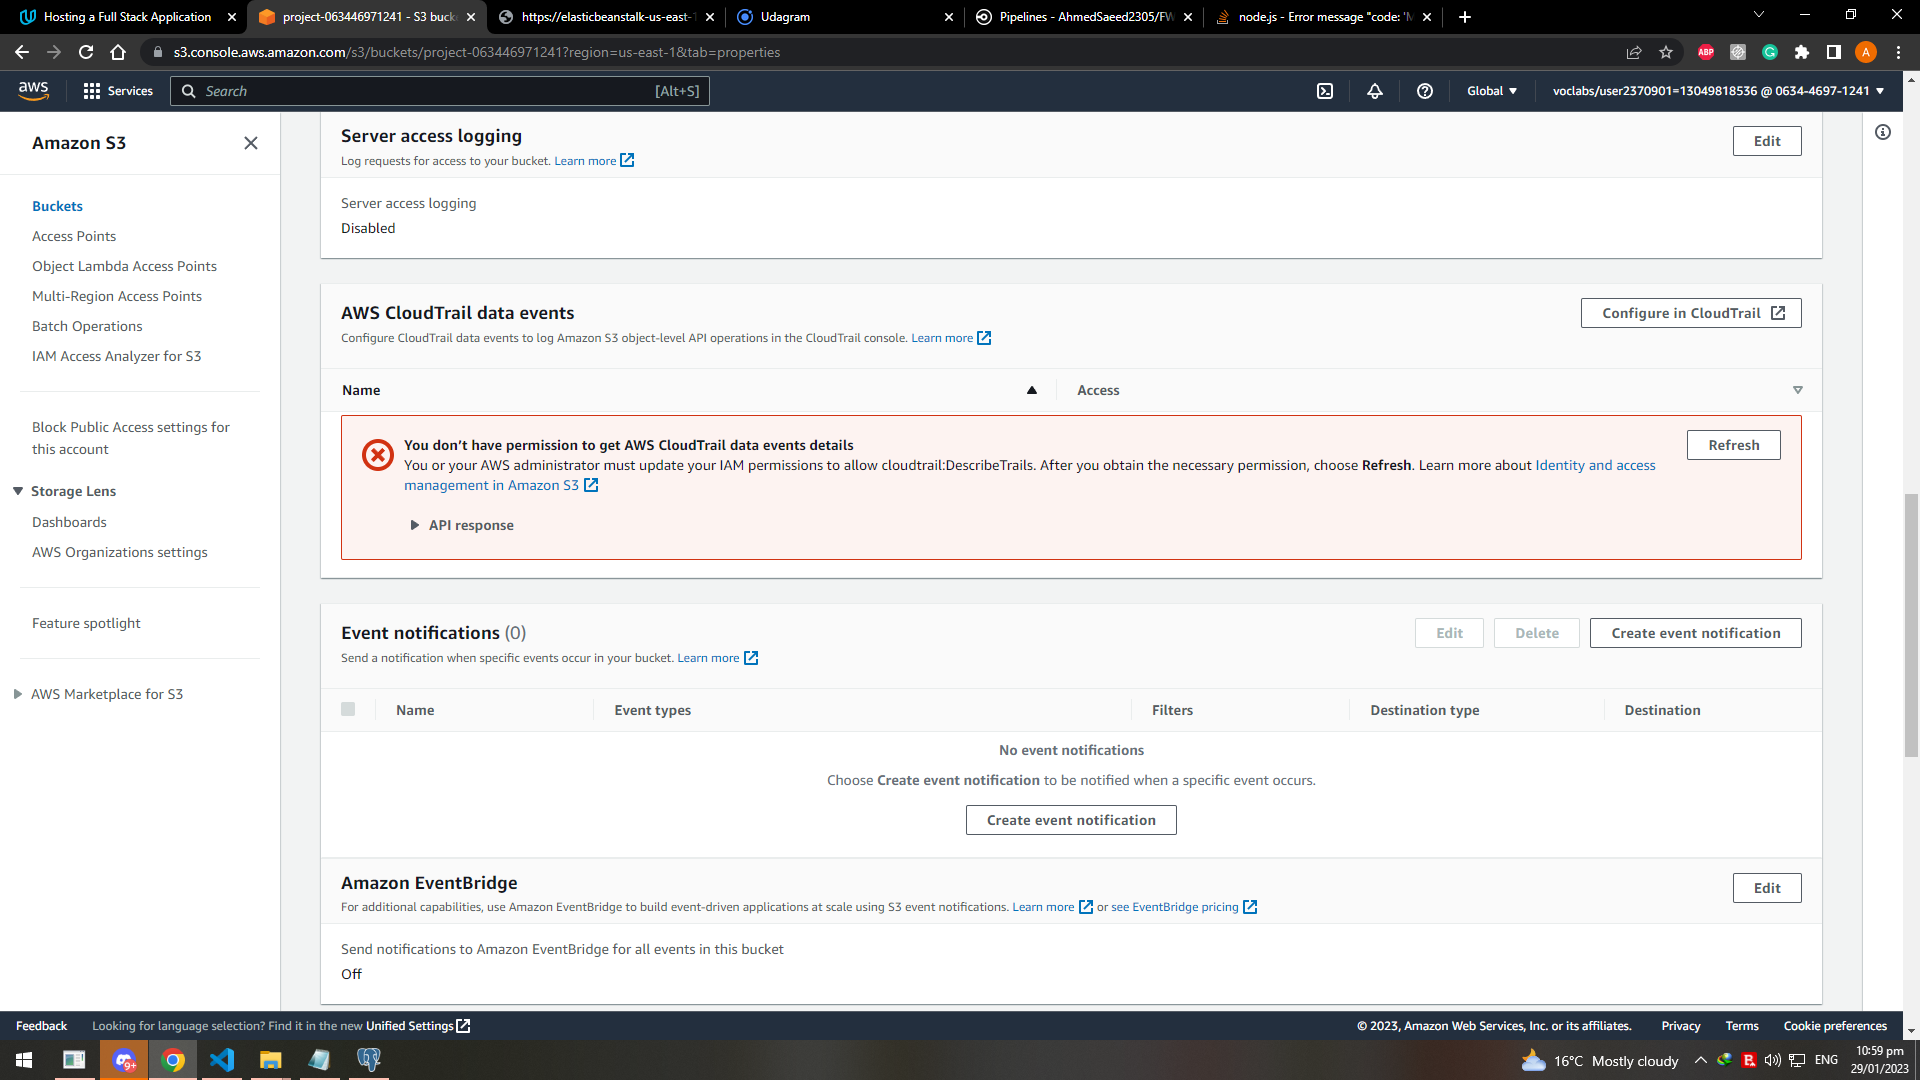 Hosting a Full Stack Application
project-063446971241 - S3 buck
https://elasticbeanstalk-us-east-1
Udagram
Pipelines - AhmedSaeed2305/FW
node.js - Error message "code: 'M
s3.console.aws.amazon.com/s3/buckets/project-063446971241?region=us-east-1&tab=properties
ABP
A
aws
Services
Search
[Alt+S]
Global
voclabs/user2370901=13049818536 @ 0634-4697-1241
Amazon S3
Buckets
Access Points
Object Lambda Access Points
Multi-Region Access Points
Batch Operations
IAM Access Analyzer for S3
Block Public Access settings for
this account
Storage Lens
Dashboards
AWS Organizations settings
Feature spotlight
AWS Marketplace for S3
Server access logging
Edit
Log requests for access to your bucket. Learn more
Server access logging
Disabled
AWS CloudTrail data events
Configure in CloudTrail
Configure CloudTrail data events to log Amazon S3 object-level API operations in the CloudTrail console. Learn more
Name
Access
You don't have permission to get AWS CloudTrail data events details
Refresh
You or your AWS administrator must update your IAM permissions to allow cloudtrail:DescribeTrails. After you obtain the necessary permission, choose Refresh. Learn more about Identity and access
management in Amazon S3
API response
Event notifications (0)
Edit
Delete
Create event notification
Send a notification when specific events occur in your bucket. Learn more
Name
Event types
Filters
Destination type
Destination
No event notifications
Choose Create event notification to be notified when a specific event occurs.
Create event notification
Amazon EventBridge
Edit
For additional capabilities, use Amazon EventBridge to build event-driven applications at scale using S3 event notifications. Learn more or see EventBridge pricing
Send notifications to Amazon EventBridge for all events in this bucket
Off
Feedback
Looking for language selection? Find it in the new Unified Settings
© 2023, Amazon Web Services, Inc. or its affiliates.
Privacy
Terms
Cookie preferences
9+
16°C Mostly cloudy
ENG
10:59 pm
29/01/2023